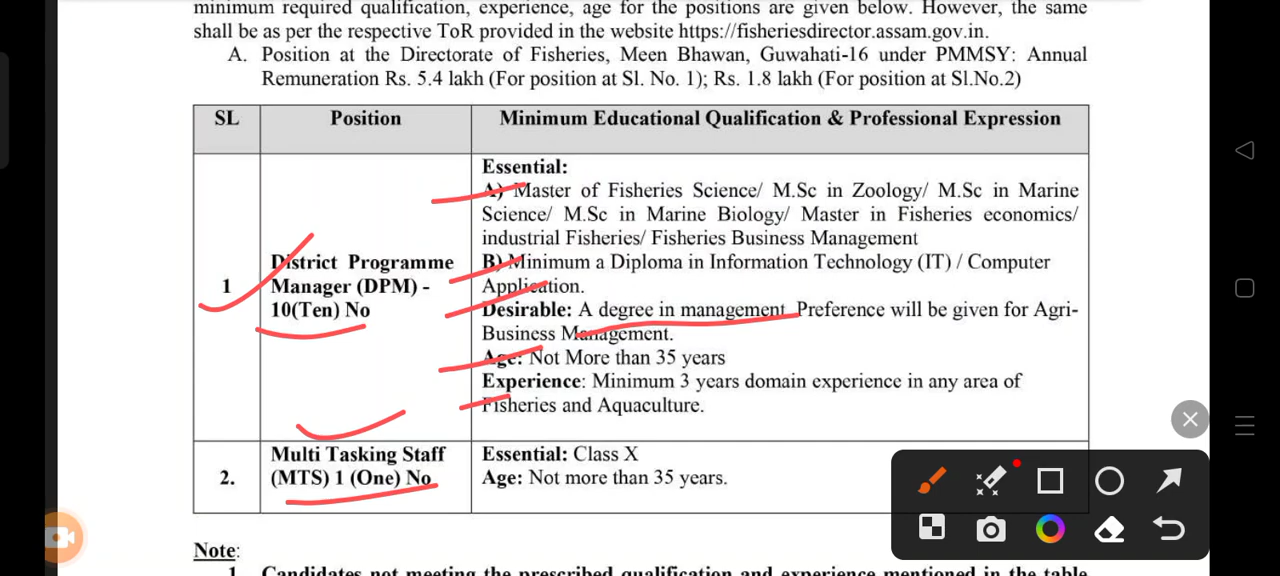 minimum required qualification, experience, age for the positions are given below. However, the same
shall be as per the respective ToR provided in the website https://fisheriesdirector.assam.gov.in.
A. Position at the Directorate of Fisheries, Meen Bhawan, Guwahati-16 under PMMSY: Annual
Remuneration Rs. 5.4 lakh (For position at Sl. No. 1); Rs. 1.8 lakh (For position at Sl.No.2)
SL Position Minimum Educational Qualification & Professional Expression
1
District Programme
Manager (DPM) -
10(Ten) No
Essential:
A) Master of Fisheries Science/ M.Sc in Zoology/ M.Sc in Marine
Science/ M.Sc in Marine Biology/ Master in Fisheries economics/
industrial Fisheries/ Fisheries Business Management
B) Minimum a Diploma in Information Technology (IT) / Computer
Application.
Desirable: A degree in management Preference will be given for Agri-
Business Management.
Age: Not More than 35 years
Experience: Minimum 3 years domain experience in any area of
Fisheries and Aquaculture.
2.
Multi Tasking Staff
(MTS) 1 (One) No
Essential: Class X
Age: Not more than 35 years.
Note:
1. Candidates not meeting the prescribed qualification and experience mentioned in the table